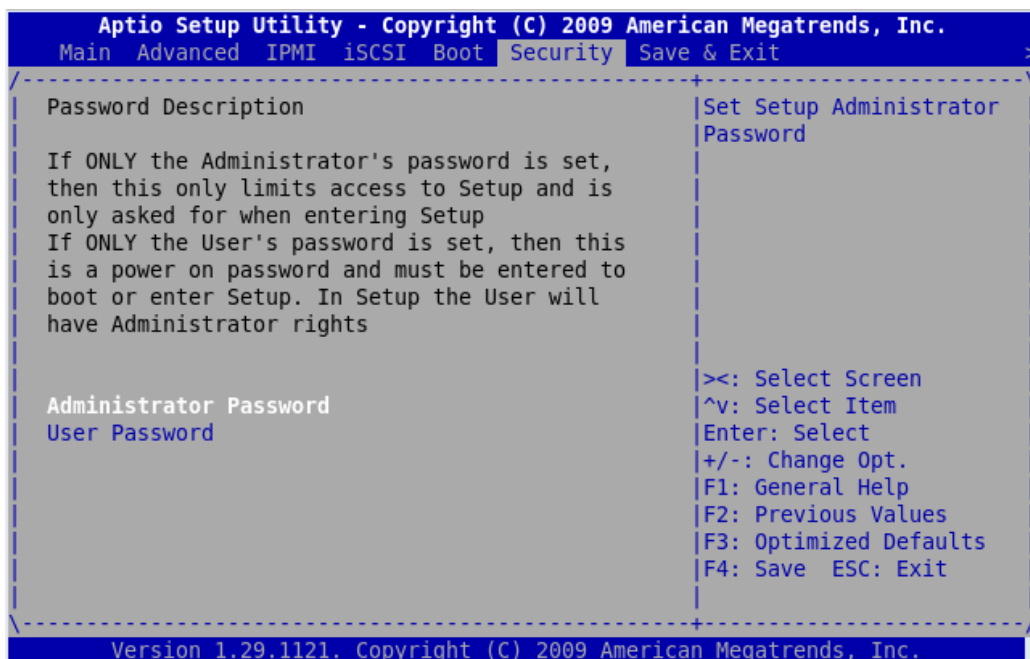 Aptio Setup Utility - Copyright (C) 2009 American Megatrends, Inc.
Main Advanced IPMI iSCSI Boot Security Save & Exit >
Password Description
If ONLY the Administrator's password is set,
then this only limits access to Setup and is
only asked for when entering Setup
If ONLY the User's password is set, then this
is a power on password and must be entered to
boot or enter Setup. In Setup the User will
have Administrator rights
Administrator Password
User Password
Set Setup Administrator
Password
><: Select Screen
^v: Select Item
Enter: Select
+/-: Change Opt.
F1: General Help
F2: Previous Values
F3: Optimized Defaults
F4: Save ESC: Exit
Version 1.29.1121. Copyright (C) 2009 American Megatrends, Inc.